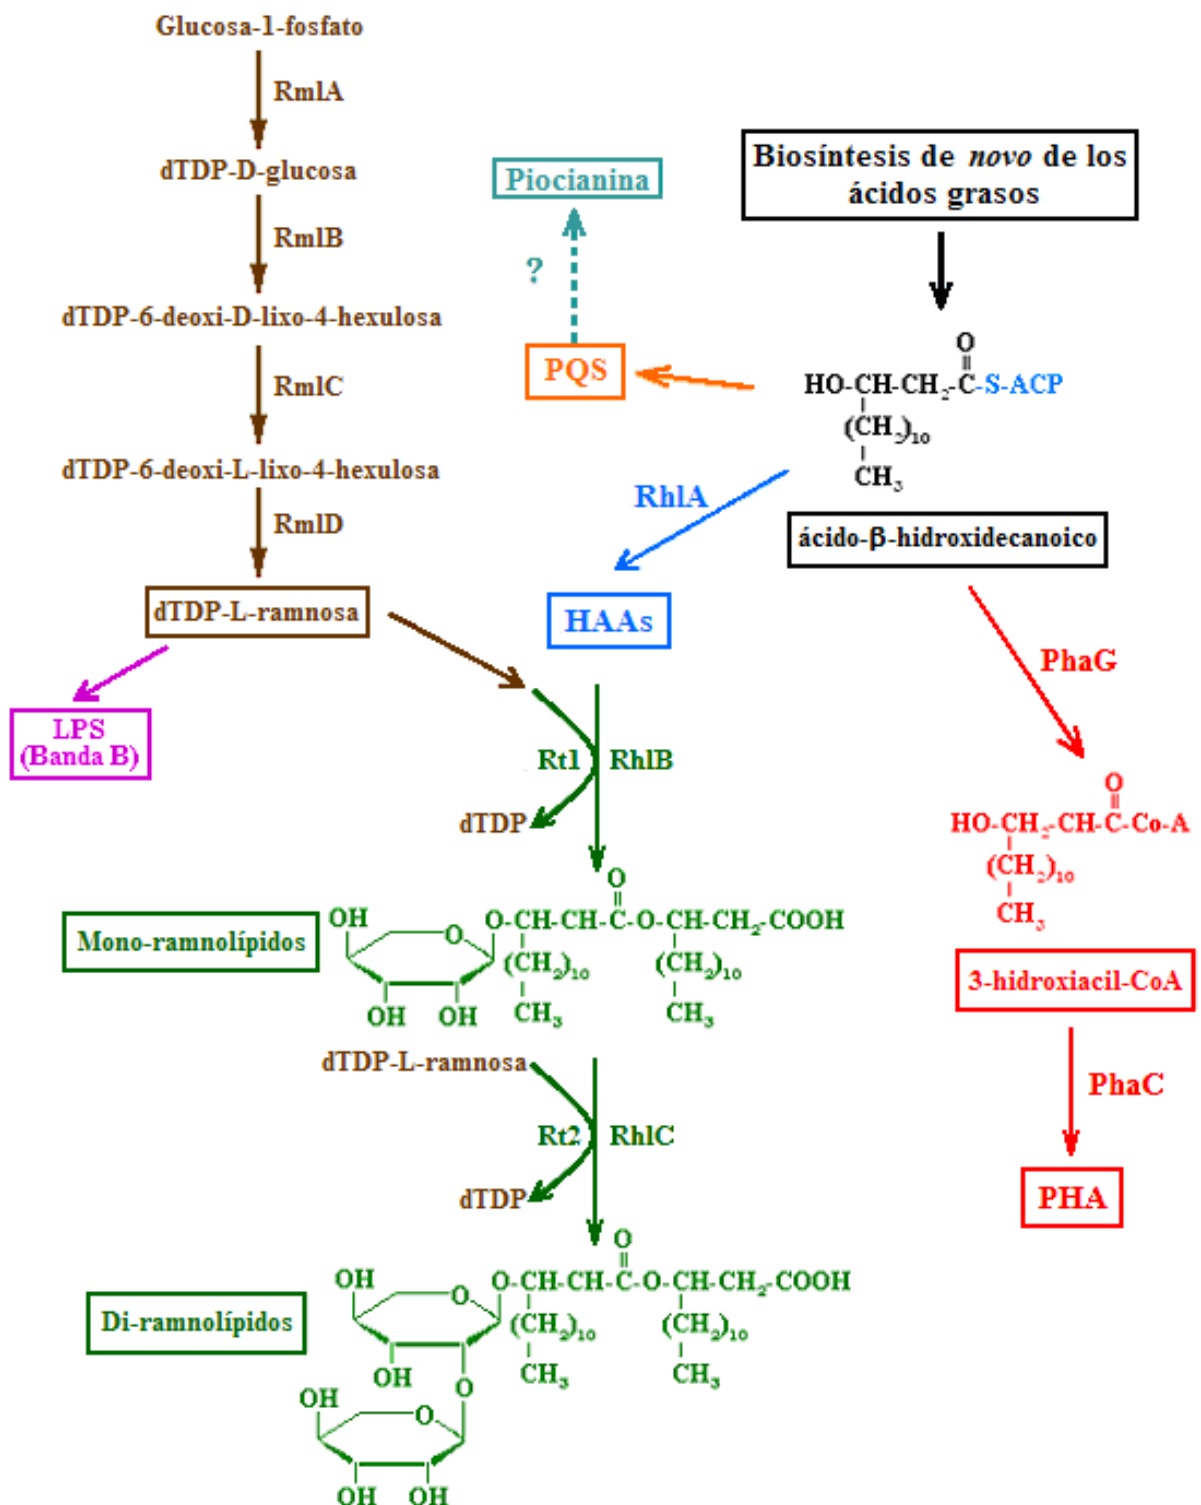 Glucosa-1-fosfato
RmlA
dTDP-D-glucosa
RmlB
dTDP-6-deoxi-D-lixo-4-hexulosa
RmlC
dTDP-6-deoxi-L-lixo-4-hexulosa
RmlD
dTDP-L-ramnosa
LPS
(Banda B)
Piocianina
?
PQS
Biosíntesis de novo de los
ácidos grasos
O
HO-CH-CH₂-C-S-ACP
(CH₂)₁₀
CH₃
ácido-β-hidroxidecanoico
RhlA
HAAs
PhaG
O
HO-CH₂-CH-C-Co-A
(CH₂)₁₀
CH₃
3-hidroxiacil-CoA
PhaC
PHA
Rt1
RhlB
dTDP
Mono-ramnolípidos
O
OH
O
O-CH-CH-C-O-CH-CH₂-COOH
(CH₂)₁₀
(CH₂)₁₀
OH
OH
CH₃
CH₃
dTDP-L-ramnosa
Rt2
RhlC
dTDP
Di-ramnolípidos
O
OH
O
O-CH-CH-C-O-CH-CH₂-COOH
(CH₂)₁₀
(CH₂)₁₀
OH
CH₃
CH₃
O
OH
O
OH
OH